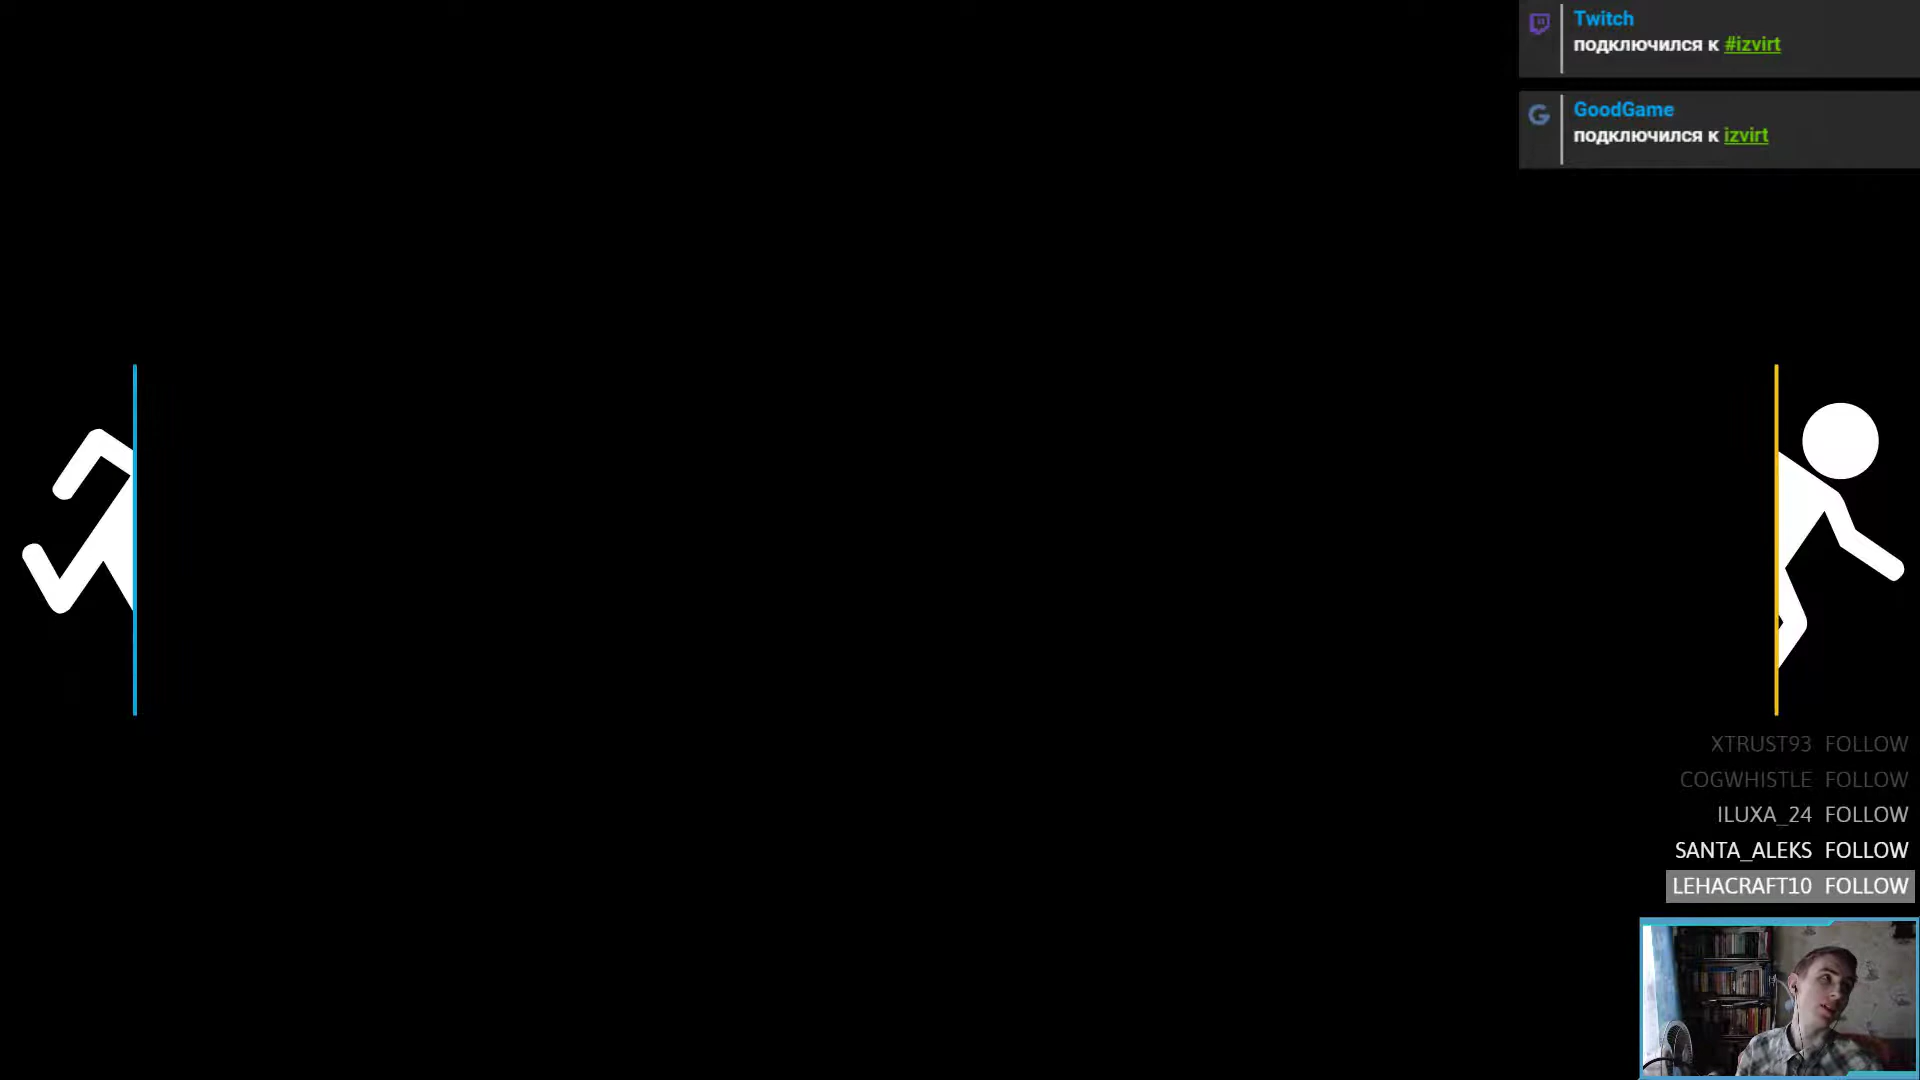 Twitch
подключился к #izvirt
GoodGame
подключился к izvirt
XTRUST93 FOLLOW
COGWHISTLE FOLLOW
ILUXA_24 FOLLOW
SANTA_ALEKS FOLLOW
LEHACRAFT10 FOLLOW